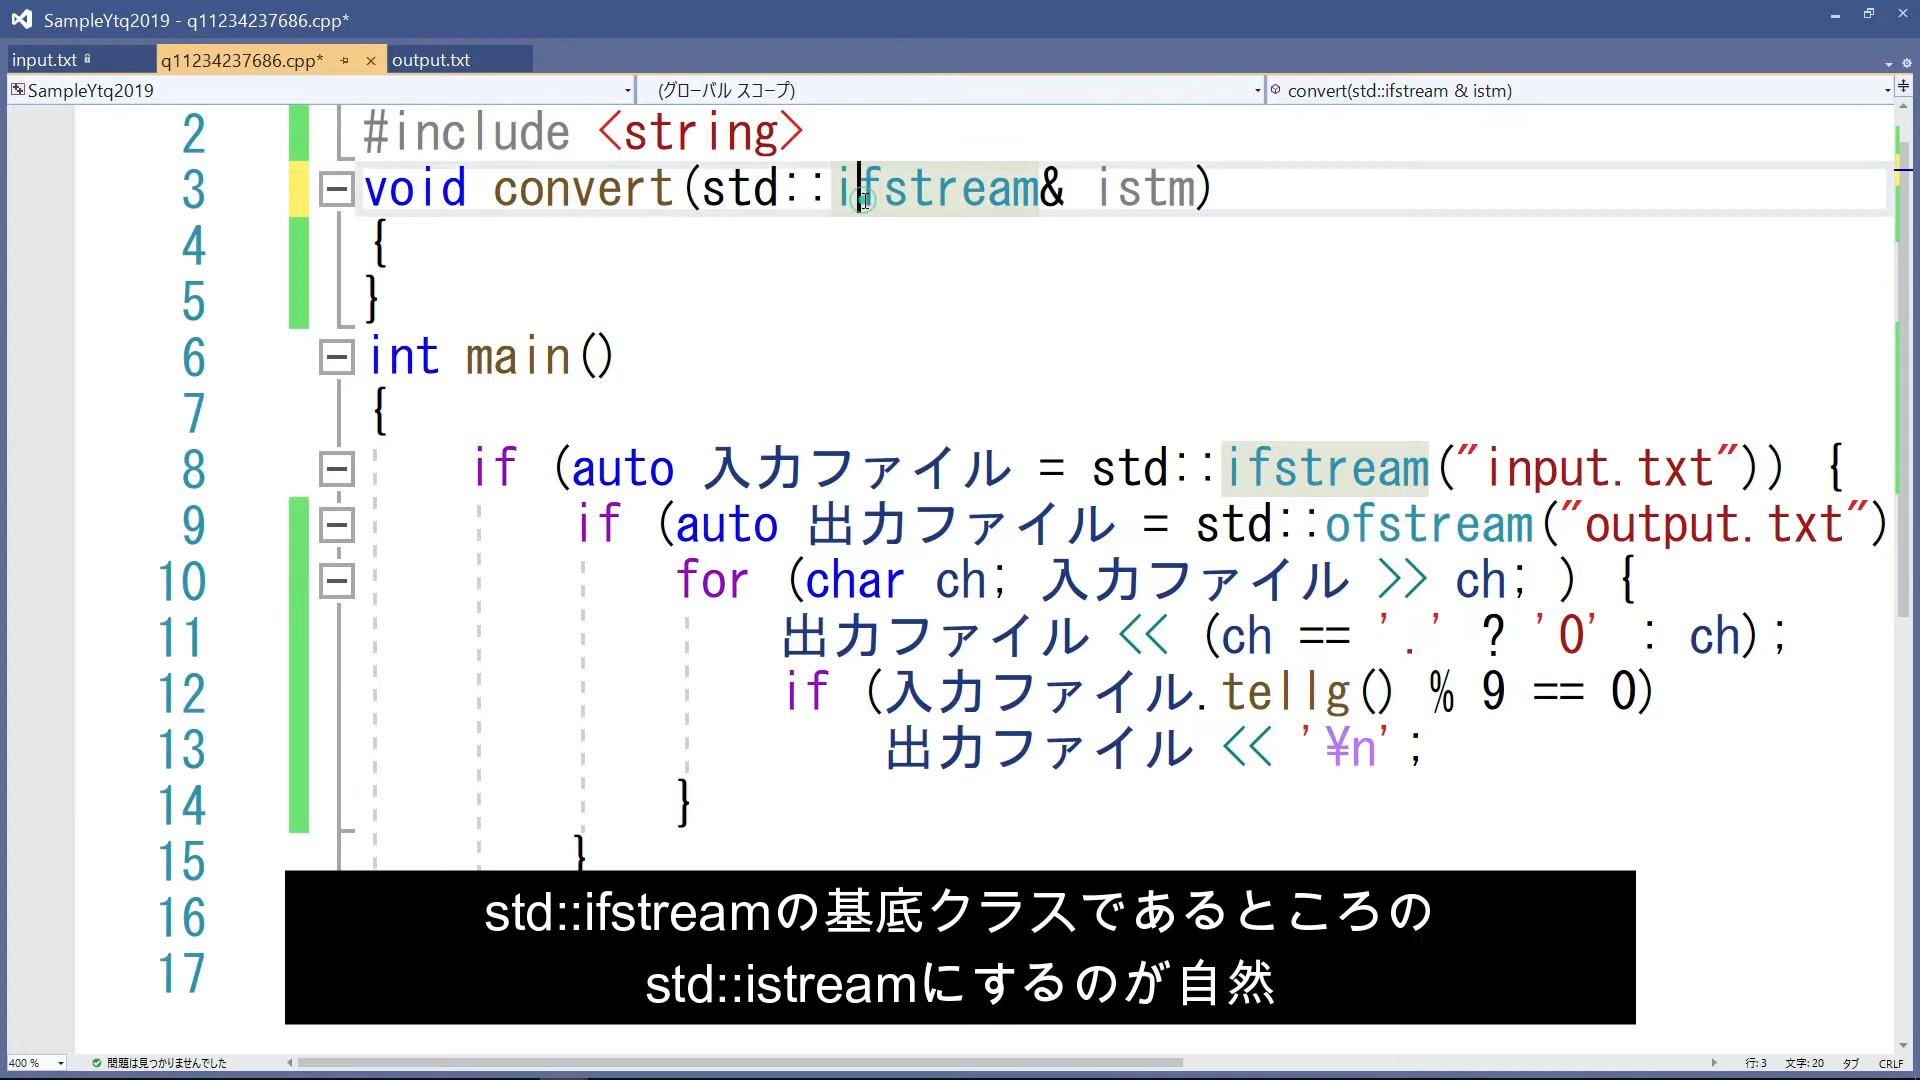 SampleYtq2019 - q11234237686.cpp*
input.txt
q11234237686.cpp*
output.txt
SampleYtq2019
(グローバル スコープ)
convert(std::ifstream & istm)
2 #include <string>
3 void convert(std::ifstream& istm)
4 {
5 }
6 int main()
7 {
8 if (auto 入力ファイル = std::ifstream("input.txt")) {
9 if (auto 出力ファイル = std::ofstream("output.txt")
10 for (char ch; 入力ファイル >> ch; ) {
11 出力ファイル << (ch == '.' ? '0' : ch);
12 if (入力ファイル.tellg() % 9 == 0)
13 出力ファイル << '¥n';
14 }
15 }
16
17
std::ifstreamの基底クラスであるところの
std::istreamにするのが自然
400 %
問題は見つかりませんでした
行: 3
文字: 20
タブ
CRLF